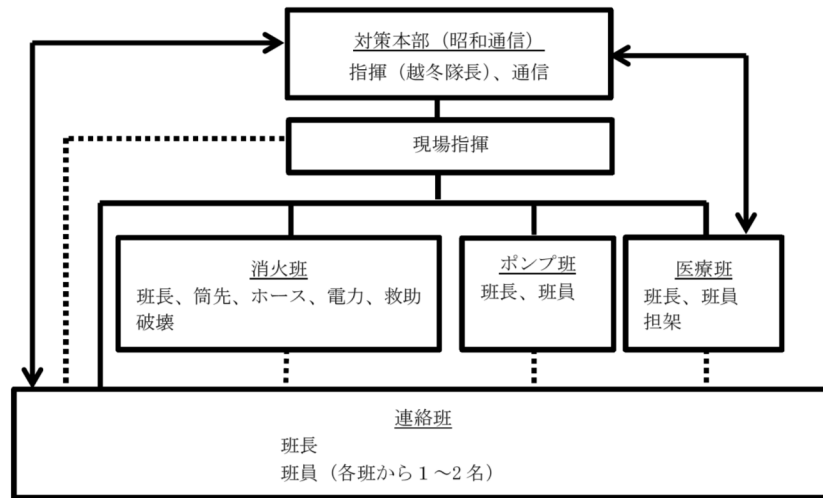 対策本部（昭和通信）
指揮（越冬隊長）、通信
現場指揮
消火班
班長、筒先、ホース、電力、救助
破壊
ポンプ班
班長、班員
医療班
班長、班員
担架
連絡班
班長
班員（各班から１～2 名）